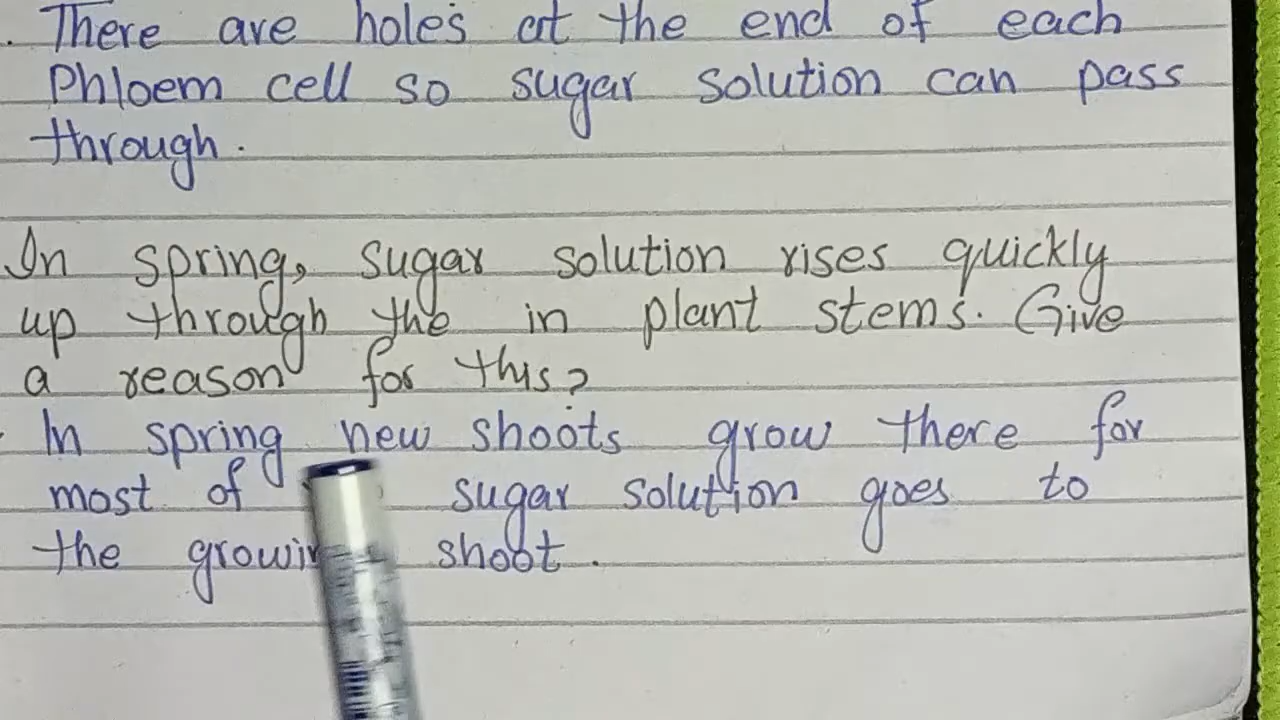 . There are holes at the end of each
Phloem cell so sugar solution can pass
through.
In spring, sugar solution rises quickly
up through the in plant stems. Give
a reason for this?
In spring new shoots grow there for
most of sugar solution goes to
the shoot.